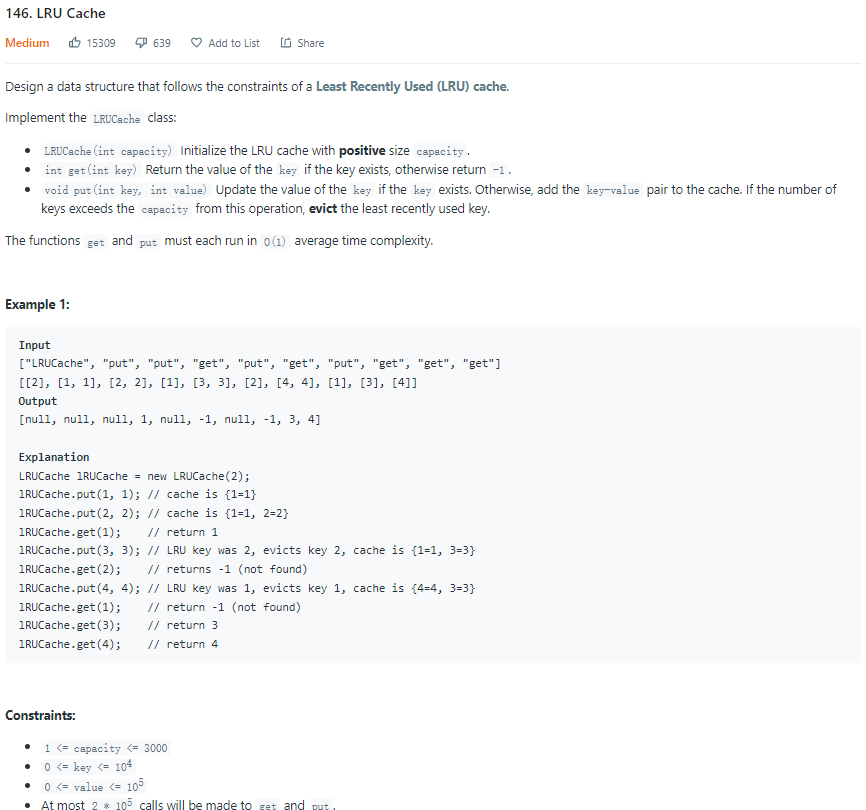 146. LRU Cache
Medium 15309 639 Add to List Share
Design a data structure that follows the constraints of a Least Recently Used (LRU) cache.
Implement the LRUCache class:
• LRUCache(int capacity) Initialize the LRU cache with positive size capacity .
• int get(int key) Return the value of the key if the key exists, otherwise return -1 .
• void put(int key, int value) Update the value of the key if the key exists. Otherwise, add the key-value pair to the cache. If the number of
keys exceeds the capacity from this operation, evict the least recently used key.
The functions get and put must each run in O(1) average time complexity.
Example 1:
Input
["LRUCache", "put", "put", "get", "put", "get", "put", "get", "get", "get"]
[[2], [1, 1], [2, 2], [1], [3, 3], [2], [4, 4], [1], [3], [4]]
Output
[null, null, null, 1, null, -1, null, -1, 3, 4]
Explanation
LRUCache lRUCache = new LRUCache(2);
lRUCache.put(1, 1); // cache is {1=1}
lRUCache.put(2, 2); // cache is {1=1, 2=2}
lRUCache.get(1);    // return 1
lRUCache.put(3, 3); // LRU key was 2, evicts key 2, cache is {1=1, 3=3}
lRUCache.get(2);    // returns -1 (not found)
lRUCache.put(4, 4); // LRU key was 1, evicts key 1, cache is {4=4, 3=3}
lRUCache.get(1);    // return -1 (not found)
lRUCache.get(3);    // return 3
lRUCache.get(4);    // return 4
Constraints:
• 1 <= capacity <= 3000
• 0 <= key <= 10⁴
• 0 <= value <= 10⁵
• At most 2 * 10⁵ calls will be made to get and put .